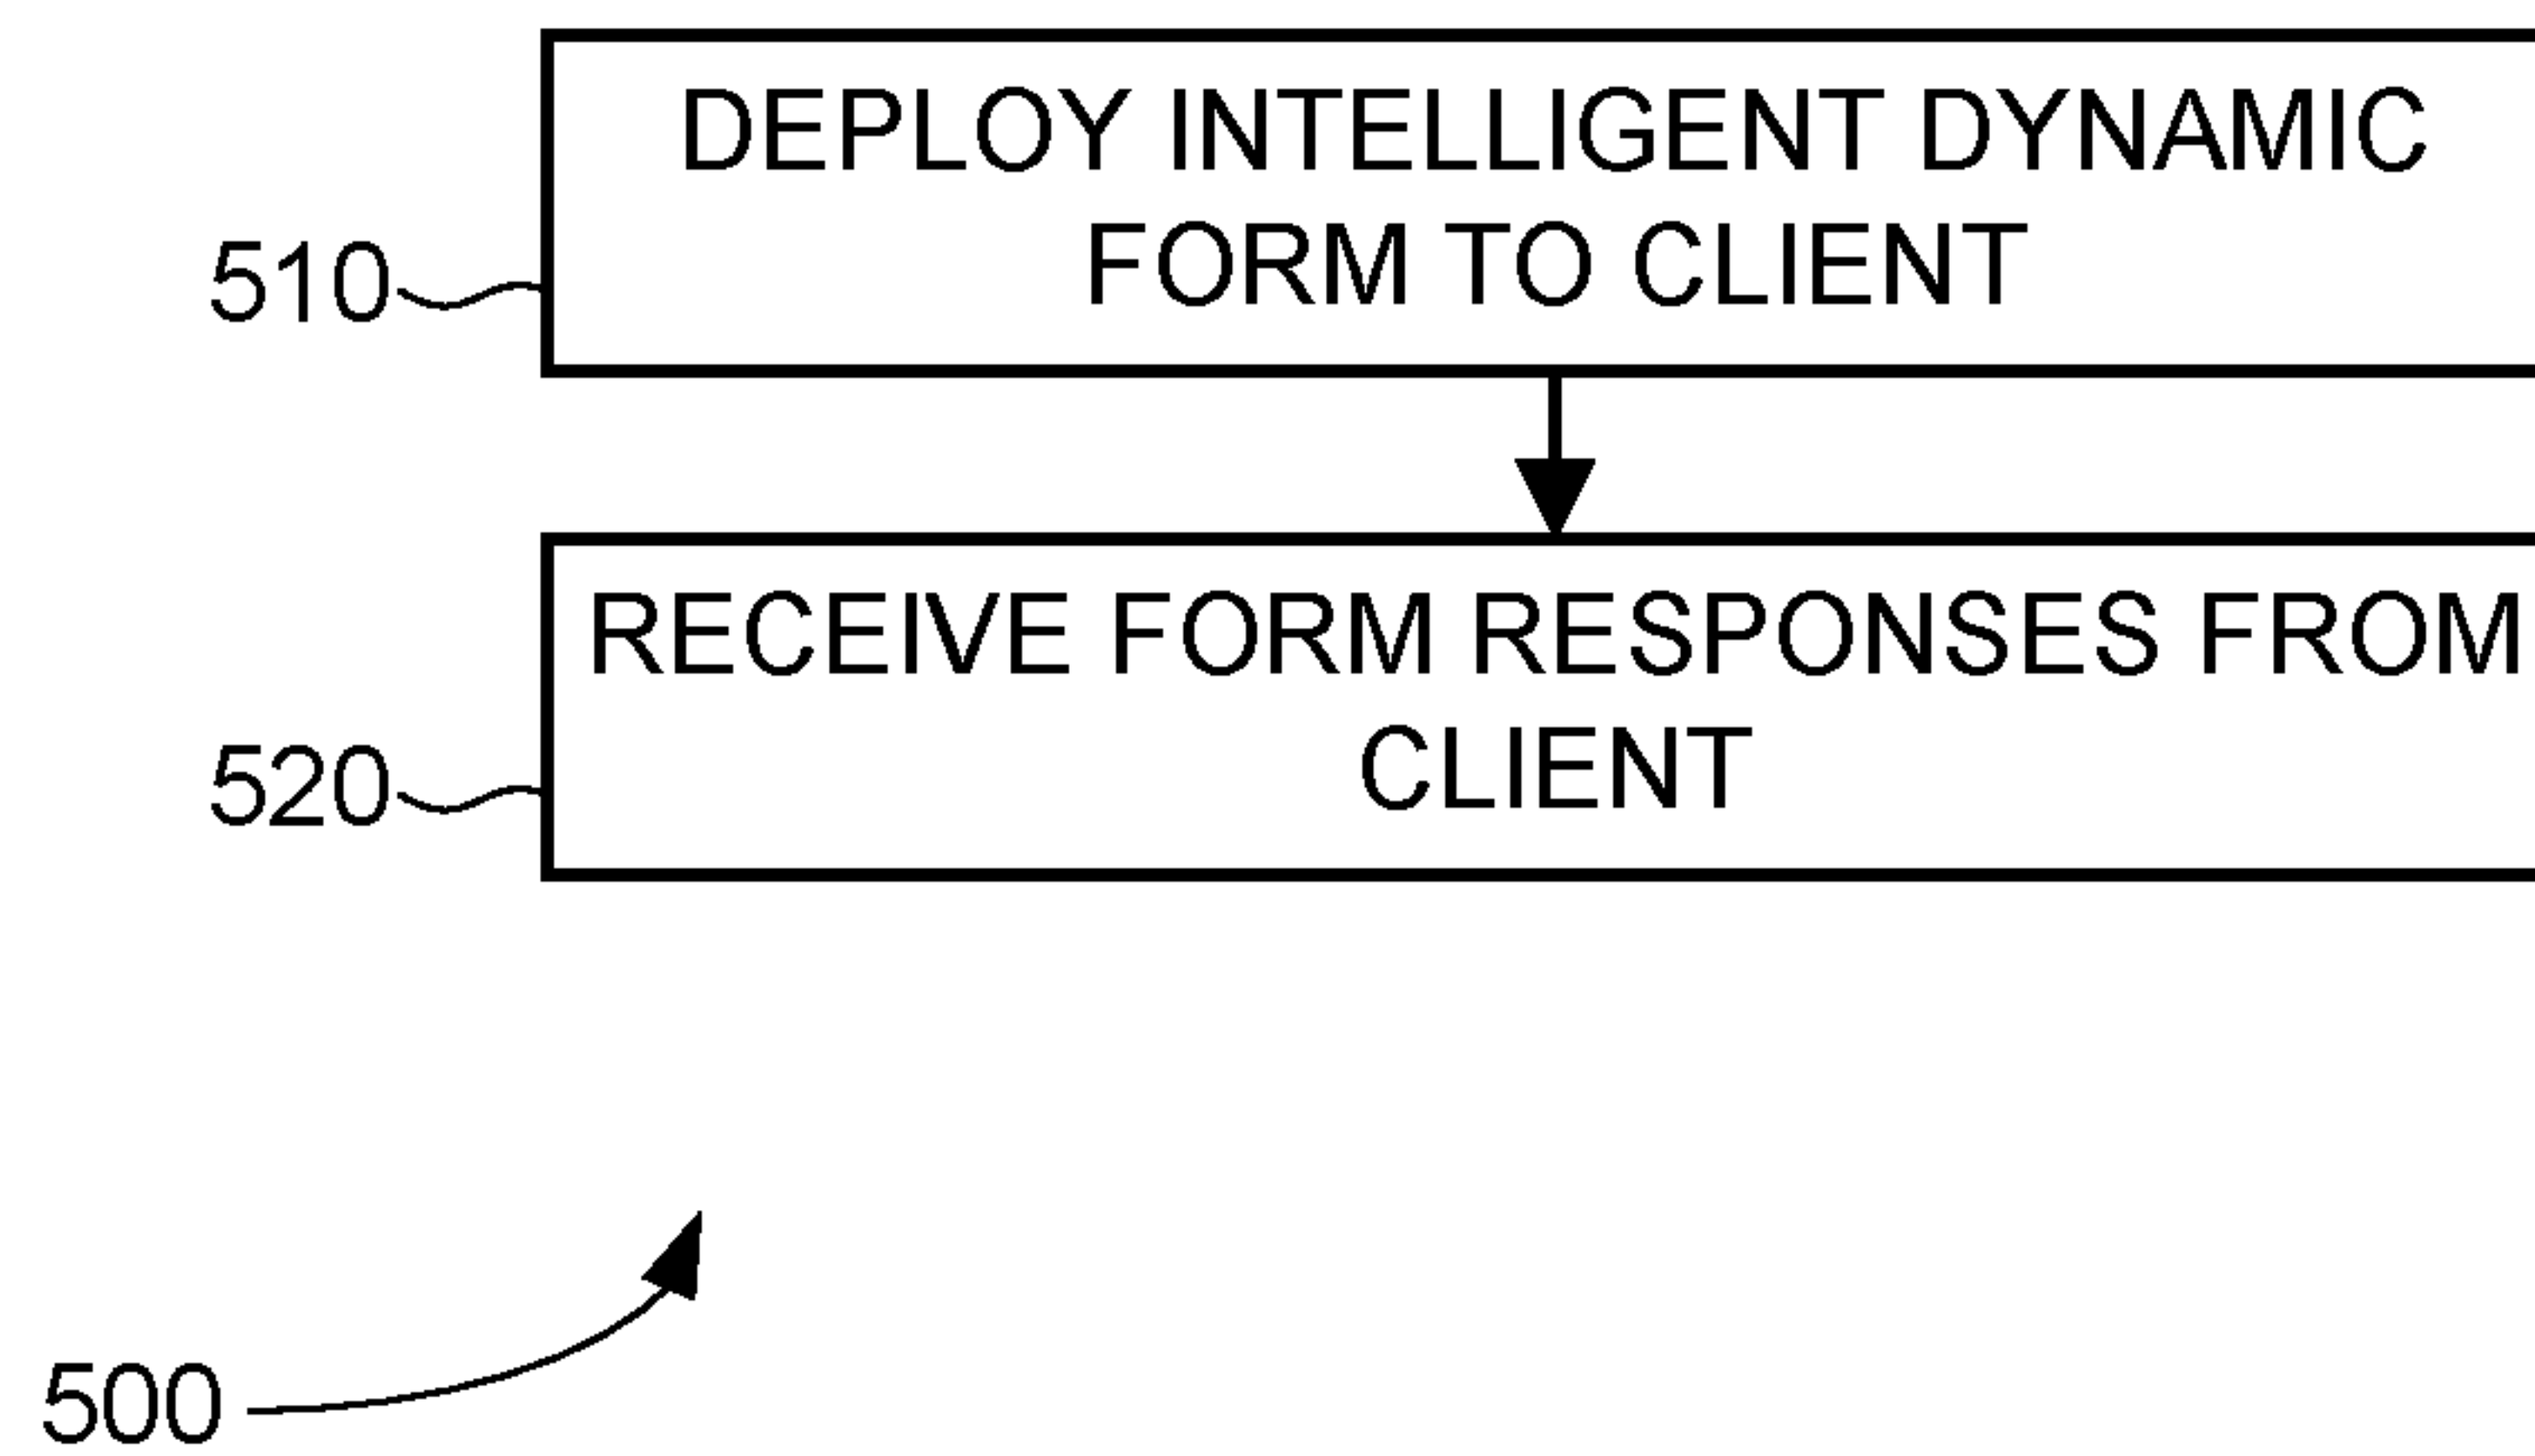 DEPLOY INTELLIGENT DYNAMIC
FORM TO CLIENT
510
RECEIVE FORM RESPONSES FROM
CLIENT
520
500